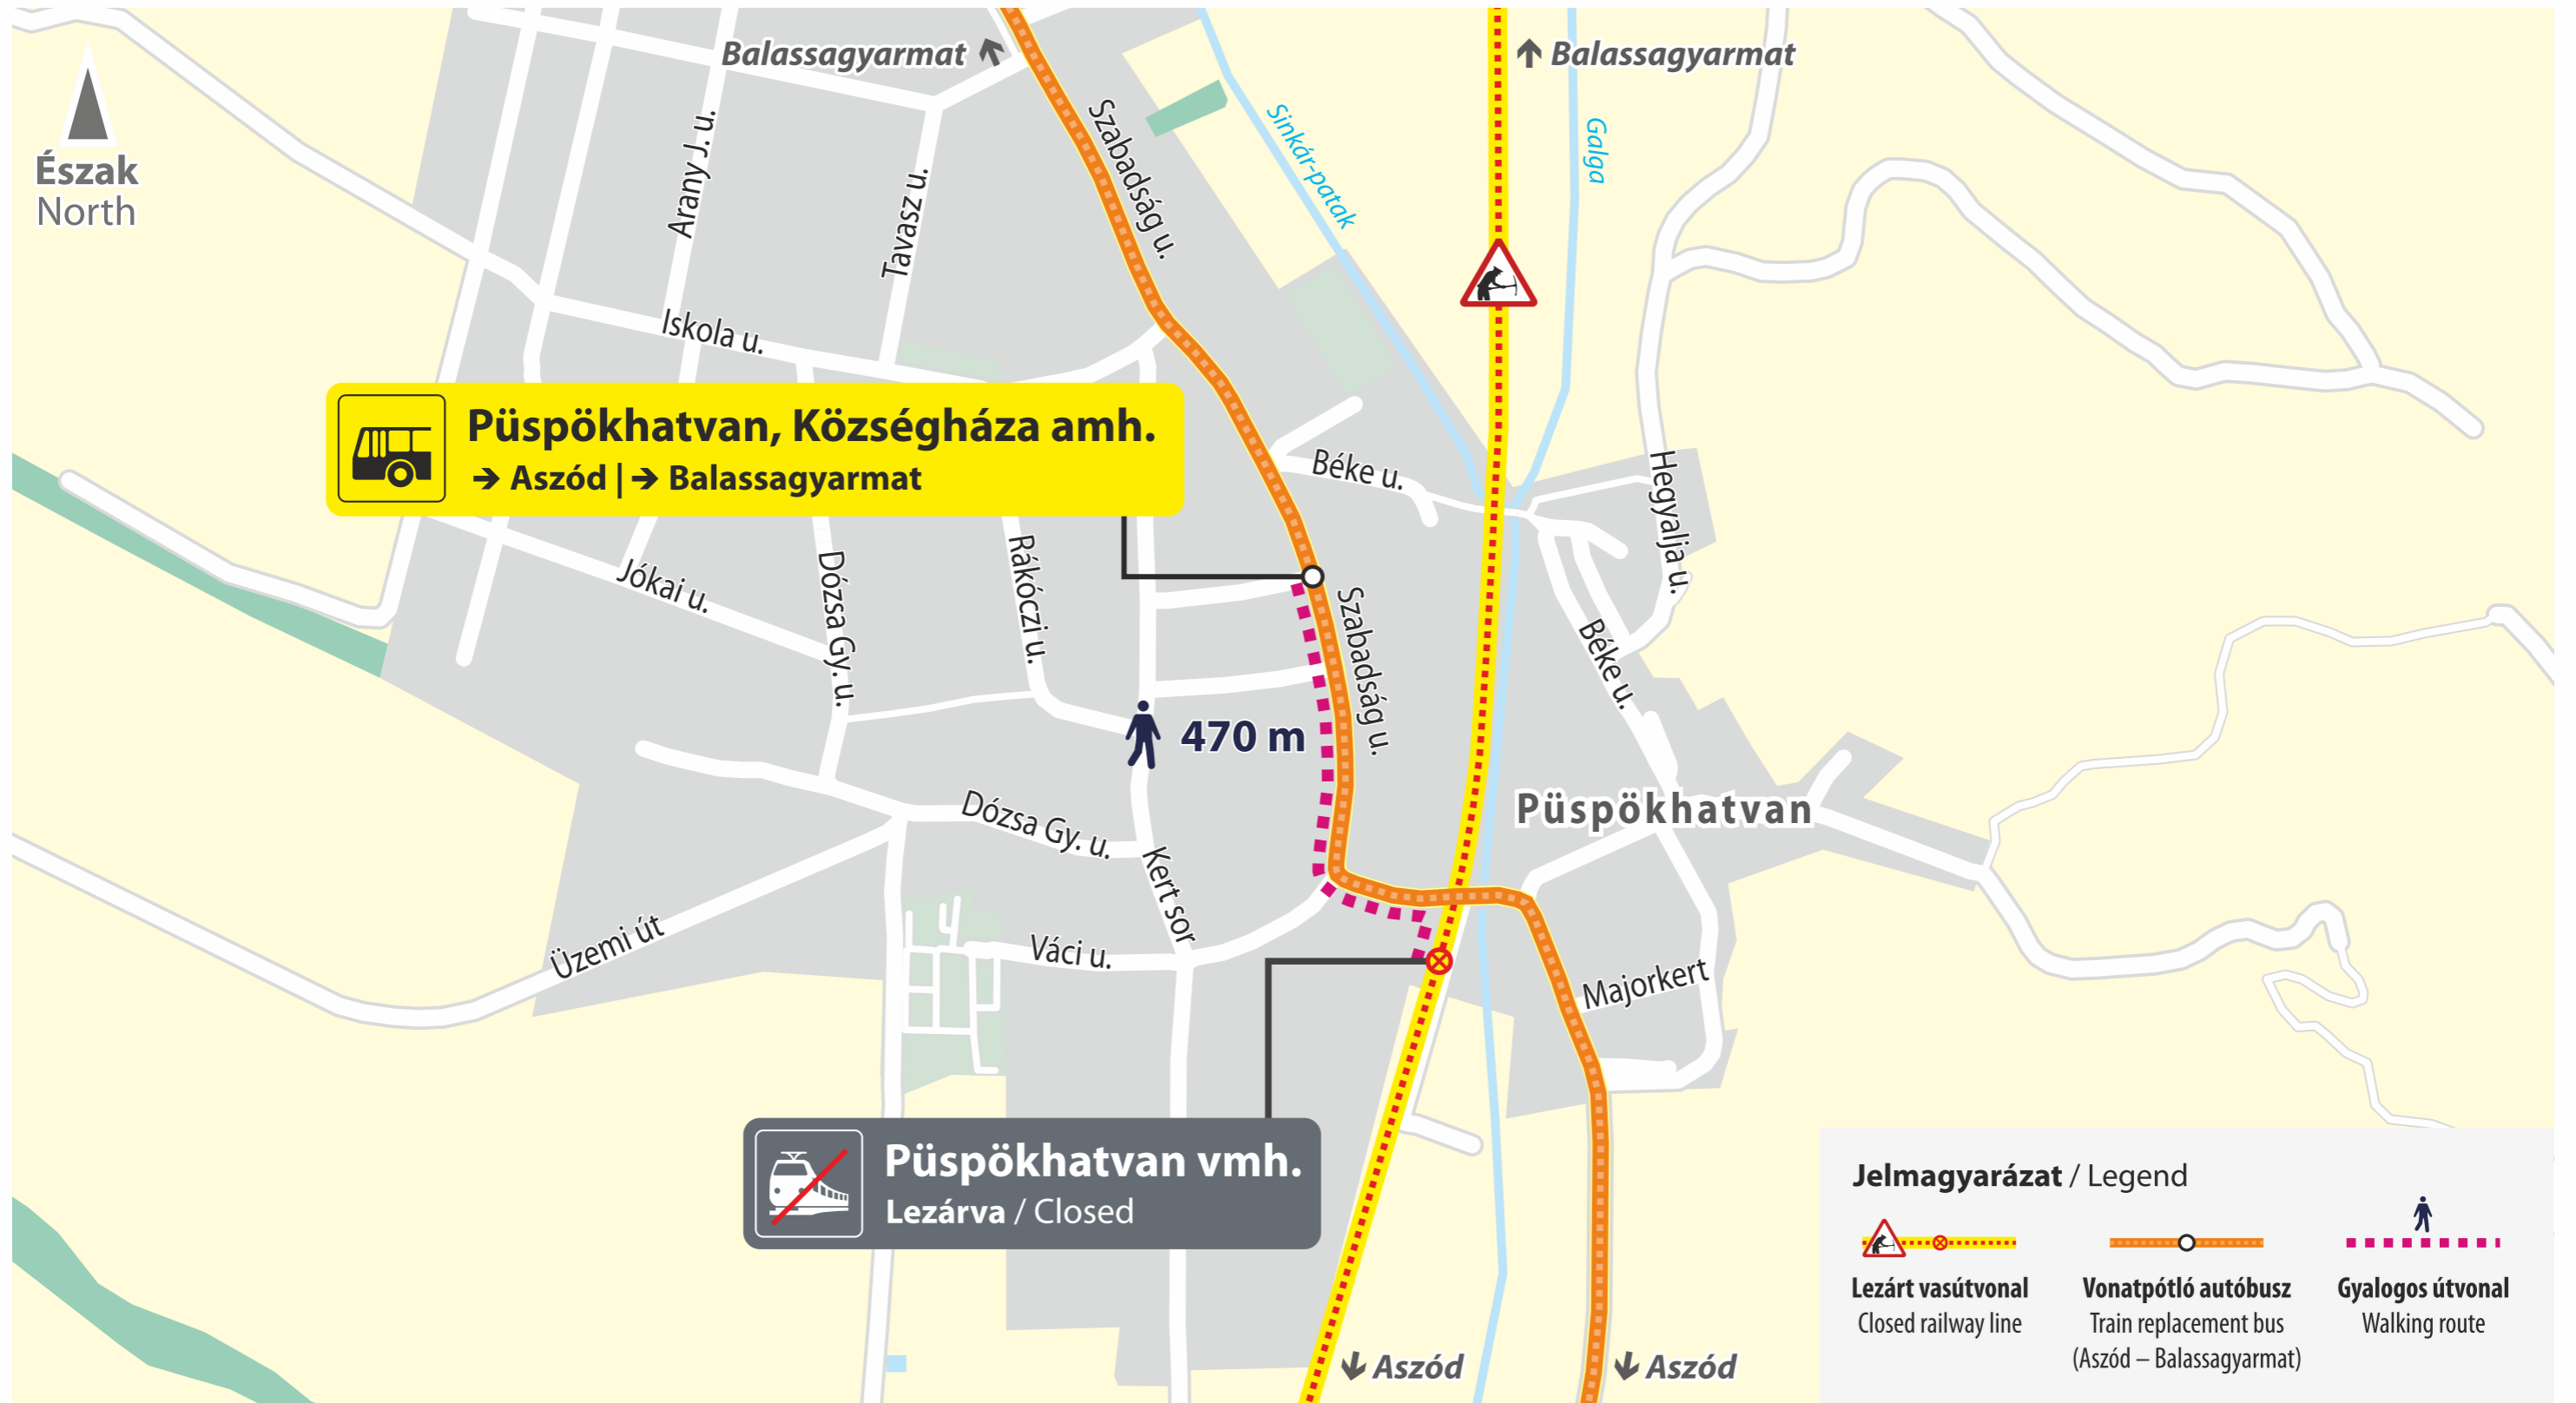 Balassagyarmat
Balassagyarmat
Észak
North
Arany J. u.
Tavasz u.
Szabadság u.
Sinkár-patak
Galga
Iskola u.
Püspökhatvan, Községháza amh.
→ Aszód | → Balassagyarmat
Béke u.
Hegyalja u.
Jókai u.
Dózsa Gy. u.
Rákóczi u.
Szabadság u.
Béke u.
470 m
Püspökhatvan
Dózsa Gy. u.
Kert sor
Üzemi út
Váci u.
Majorkert
Püspökhatvan vmh.
Lezárva / Closed
Aszód
Aszód
Jelmagyarázat / Legend
Lezárt vasútvonal
Closed railway line
Vonatpótló autóbusz
Train replacement bus
(Aszód – Balassagyarmat)
Gyalogos útvonal
Walking route